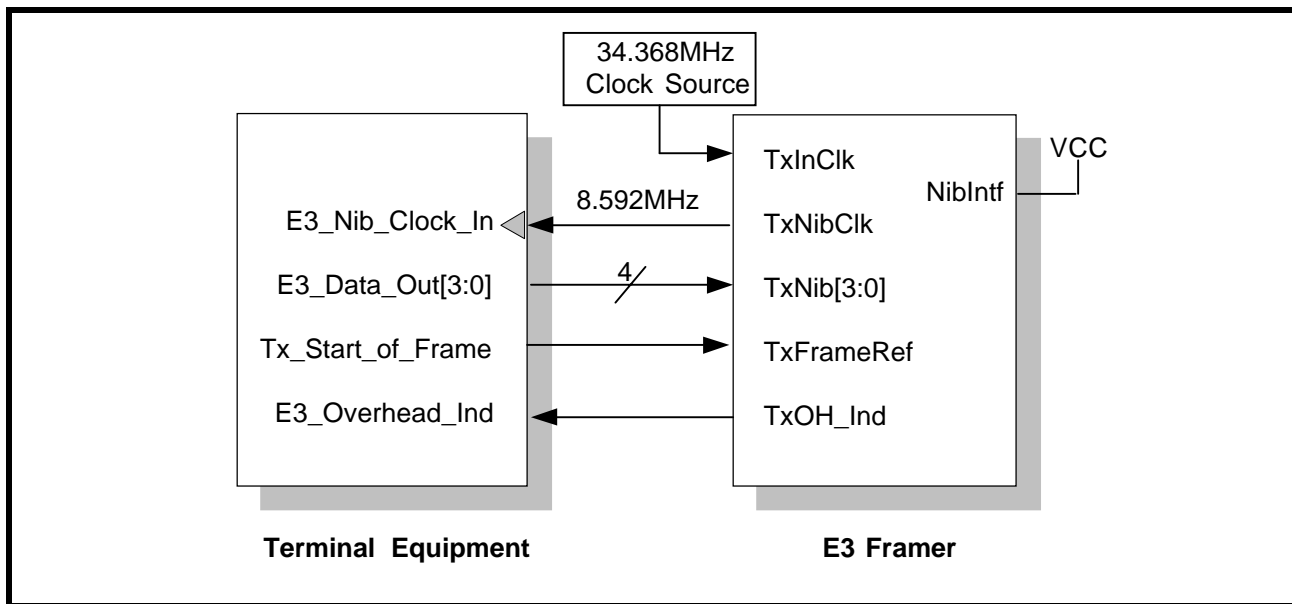 34.368MHz
Clock Source
VCC
TxInClk
NibIntf
8.592MHz
E3_Nib_Clock_In
TxNibClk
E3_Data_Out[3:0]
4
TxNib[3:0]
Tx_Start_of_Frame
TxFrameRef
E3_Overhead_Ind
TxOH_Ind
Terminal Equipment
E3 Framer